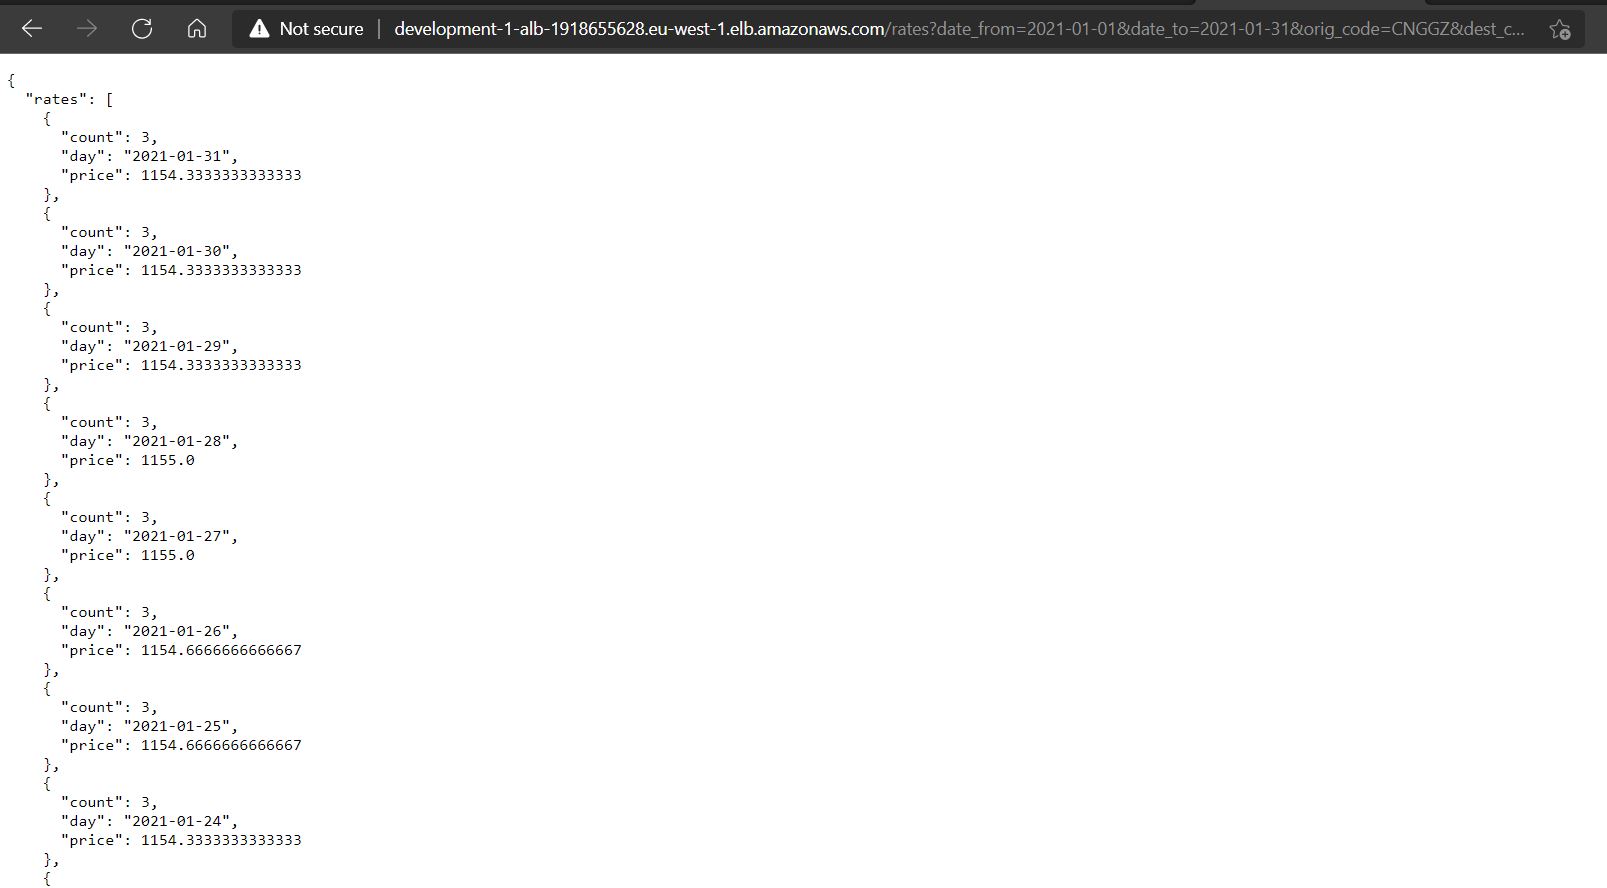 Not secure | development-1-alb-1918655628.eu-west-1.elb.amazonaws.com/rates?date_from=2021-01-01&date_to=2021-01-31&orig_code=CNGGZ&dest_c...
{
"rates": [
{
"count": 3,
"day": "2021-01-31",
"price": 1154.3333333333333
},
{
"count": 3,
"day": "2021-01-30",
"price": 1154.3333333333333
},
{
"count": 3,
"day": "2021-01-29",
"price": 1154.3333333333333
},
{
"count": 3,
"day": "2021-01-28",
"price": 1155.0
},
{
"count": 3,
"day": "2021-01-27",
"price": 1155.0
},
{
"count": 3,
"day": "2021-01-26",
"price": 1154.6666666666667
},
{
"count": 3,
"day": "2021-01-25",
"price": 1154.6666666666667
},
{
"count": 3,
"day": "2021-01-24",
"price": 1154.3333333333333
},
{